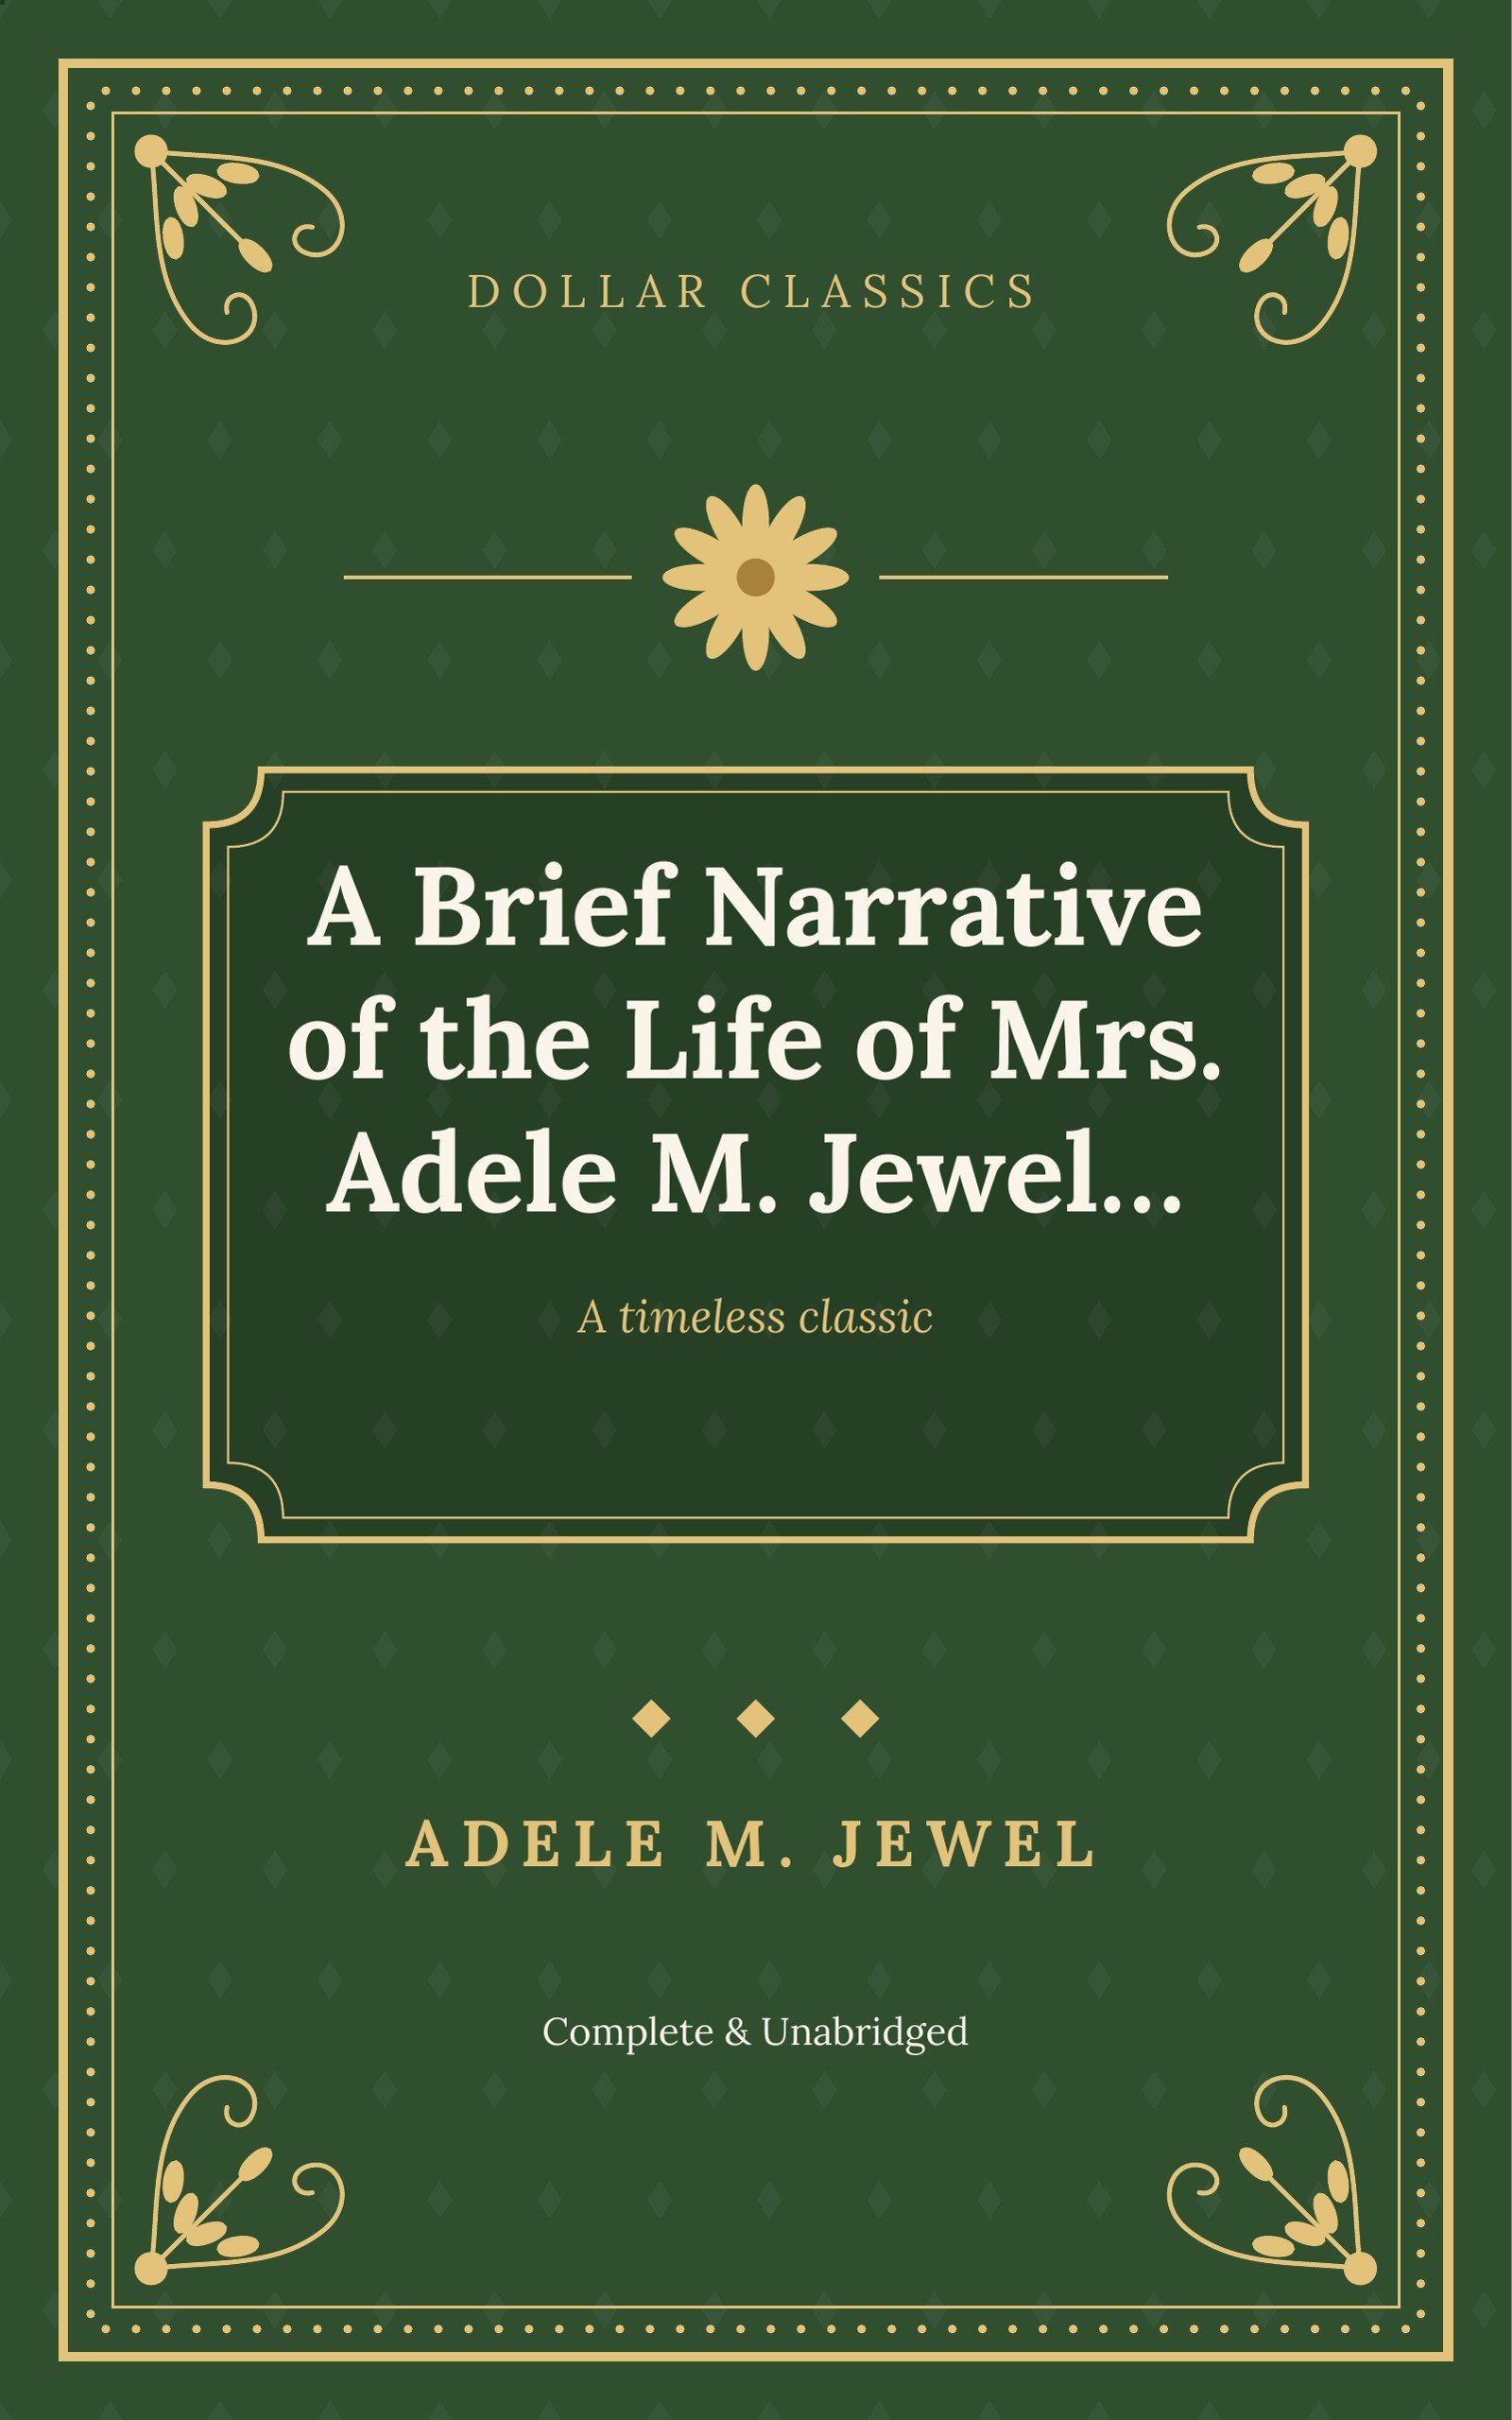 DOLLAR CLASSICS
A Brief Narrative
of the Life of Mrs.
Adele M. Jewel...
A timeless classic
ADELE M. JEWEL
Complete & Unabridged